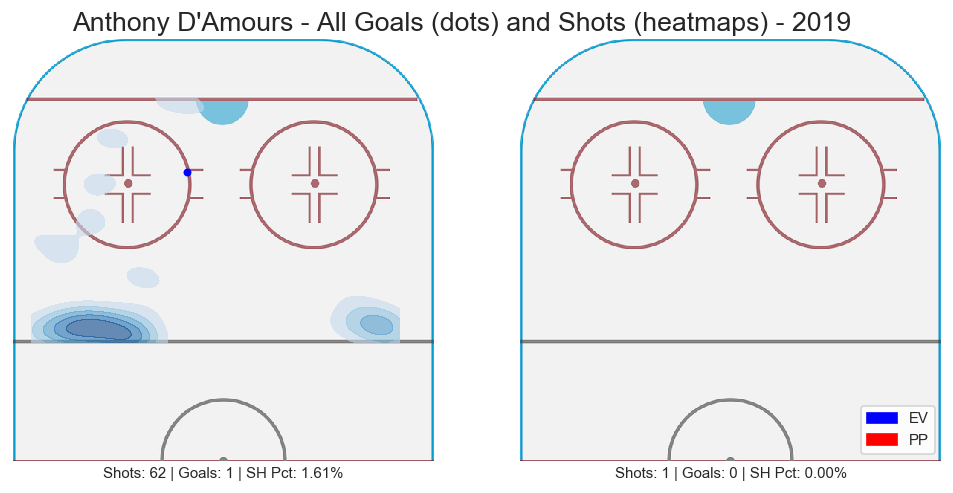 Anthony D'Amours - All Goals (dots) and Shots (heatmaps) - 2019
EV
PP
Shots: 62 | Goals: 1 | SH Pct: 1.61%
Shots: 1 | Goals: 0 | SH Pct: 0.00%